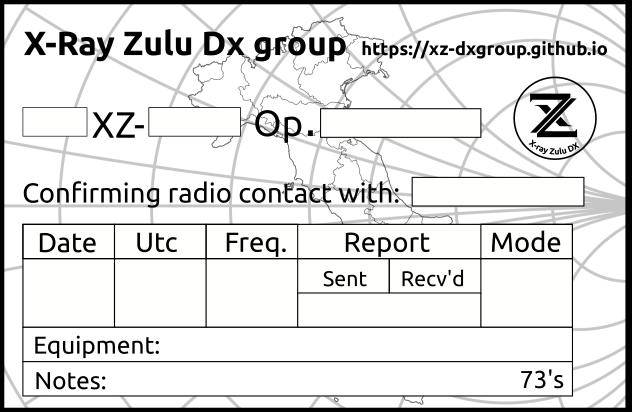 X-Ray Zulu Dx group https://xz-dxgroup.github.io
XZ- Op.
X-ray Zulu DX
Confirming radio contact with:
Date Utc Freq. Report Mode
Sent Recv'd
Equipment:
Notes: 73's